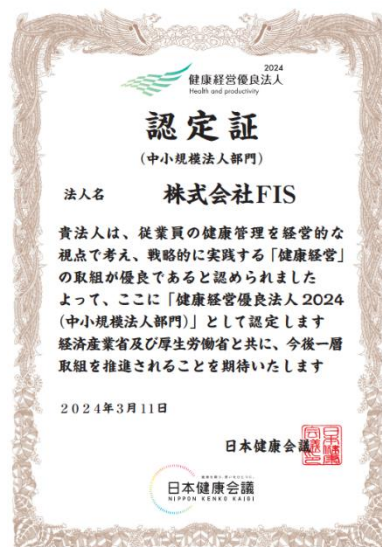 2024
健康経営優良法人
Health and productivity
認定証
(中小規模法人部門)
法人名 株式会社FIS
貴法人は、従業員の健康管理を経営的な
視点で考え、戦略的に実践する「健康経営」
の取組が優良であると認められました
よって、ここに「健康経営優良法人2024
(中小規模法人部門)」として認定します
経済産業省及び厚生労働省と共に、今後一層
取組を推進されることを期待いたします
2024年3月11日
日本健康会議
日本健康会議
NIPPON KENKO KAIGI